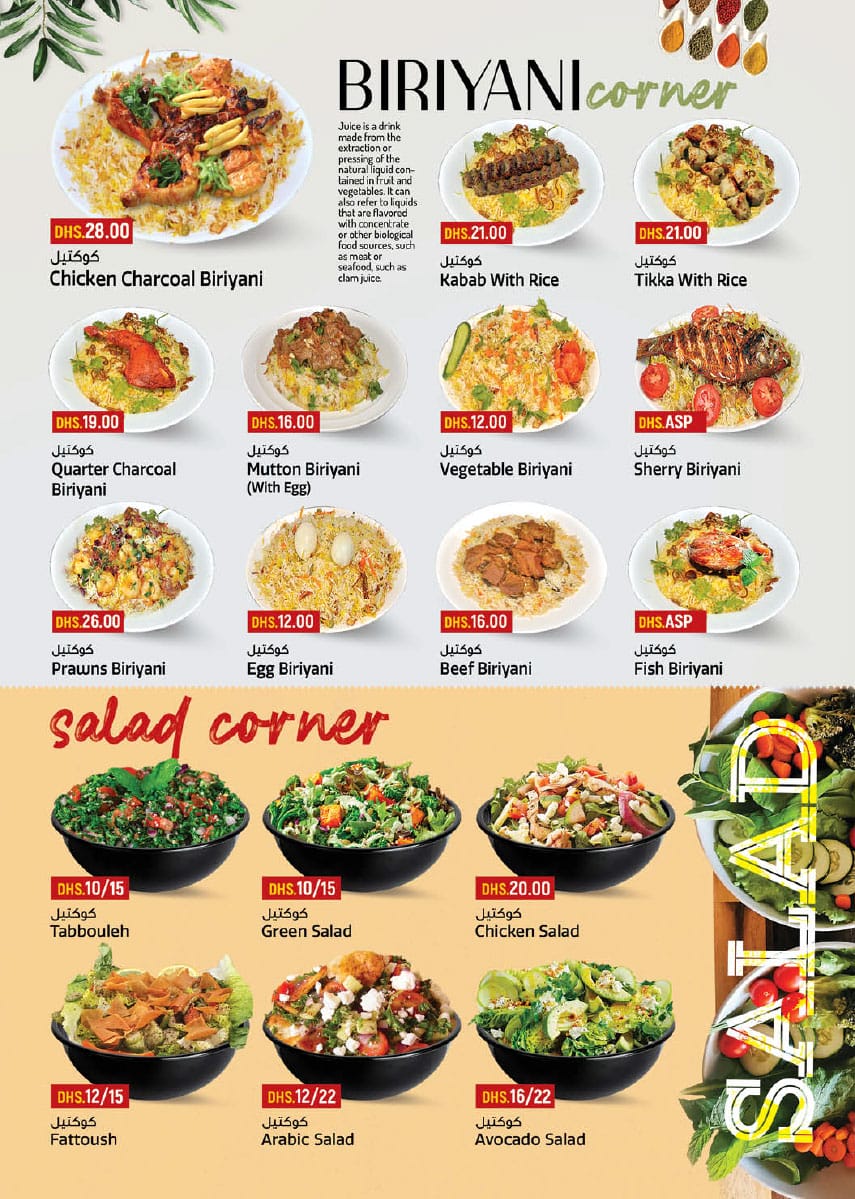 BIRIYANI corner
Juice is a drink
made from the
extraction or
pressing of the
natural liquid con-
tained in fruit and
vegetables. It can
also refer to liquids
that are flavored
with concentrate
or other biological
food sources, such
as meat or
seafood, such as
clam juice.
DHS.28.00
كوكتيل
Chicken Charcoal Biriyani
DHS.21.00
كوكتيل
Kabab With Rice
DHS.21.00
كوكتيل
Tikka With Rice
DHS.19.00
كوكتيل
Quarter Charcoal
Biriyani
DHS.16.00
كوكتيل
Mutton Biriyani
(With Egg)
DHS.12.00
كوكتيل
Vegetable Biriyani
DHS.ASP
كوكتيل
Sherry Biriyani
DHS.26.00
كوكتيل
Prawns Biriyani
DHS.12.00
كوكتيل
Egg Biriyani
DHS.16.00
كوكتيل
Beef Biriyani
DHS.ASP
كوكتيل
Fish Biriyani
salad corner
DHS.10/15
كوكتيل
Tabbouleh
DHS.10/15
كوكتيل
Green Salad
DHS.20.00
كوكتيل
Chicken Salad
DHS.12/15
كوكتيل
Fattoush
DHS.12/22
كوكتيل
Arabic Salad
DHS.16/22
كوكتيل
Avocado Salad
SALAD